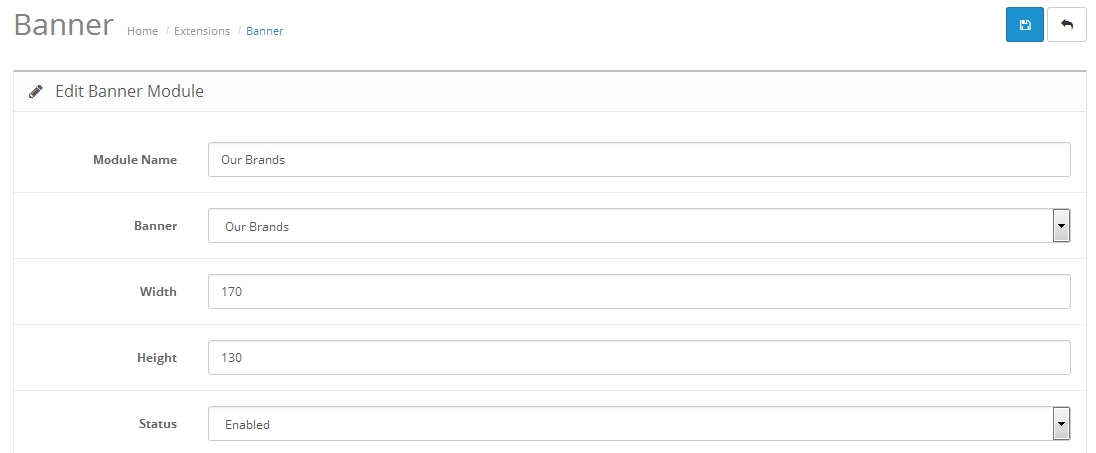 Banner Home / Extensions / Banner
Edit Banner Module
Module Name Our Brands
Banner Our Brands
Width 170
Height 130
Status Enabled